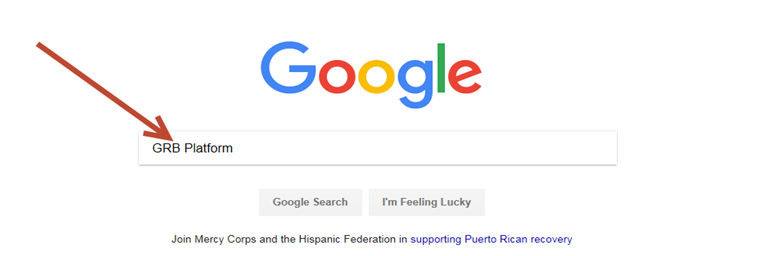 Google
GRB Platform
Google Search I'm Feeling Lucky
Join Mercy Corps and the Hispanic Federation in supporting Puerto Rican recovery